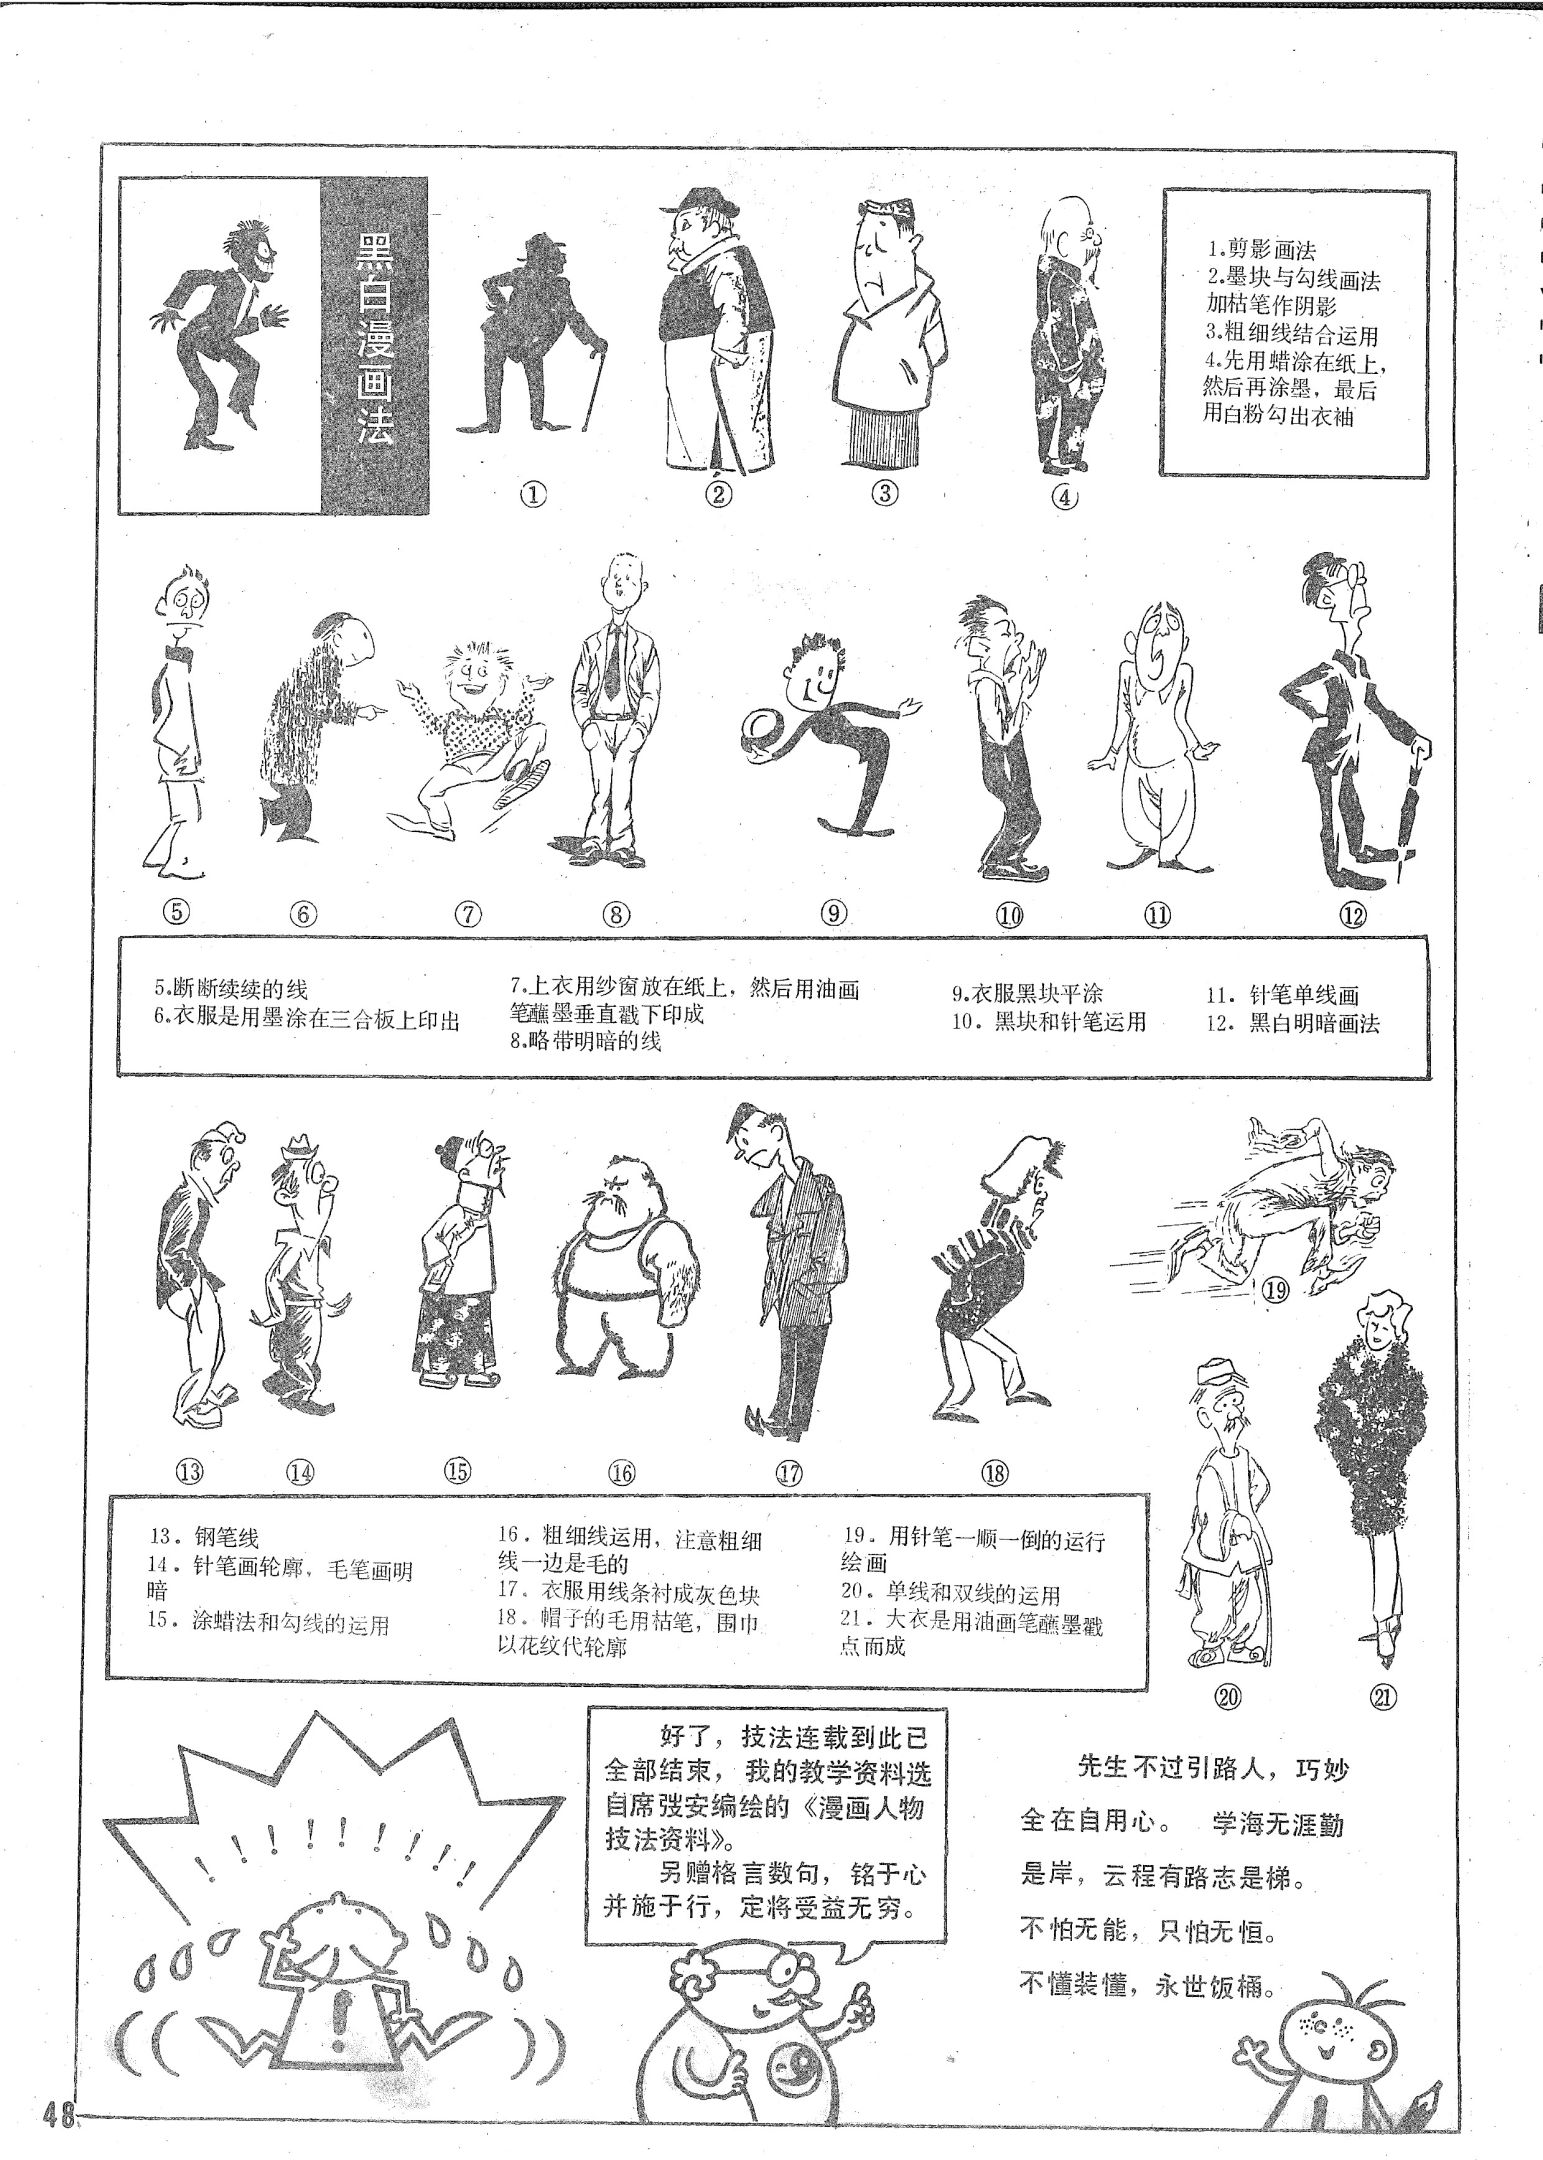 黑白漫画法
①
②
③
④
1.剪影画法
2.墨块与勾线画法
加枯笔作阴影
3.粗细线结合运用
4.先用蜡涂在纸上，
然后再涂墨，最后
用白粉勾出衣袖
⑤
⑥
⑦
⑧
⑨
⑩
⑪
⑫
5.断断续续的线
6.衣服是用墨涂在三合板上印出
7.上衣用纱窗放在纸上，然后用油画
笔蘸墨垂直戳下印成
8.略带明暗的线
9.衣服黑块平涂
10．黑块和针笔运用
11．针笔单线画
12．黑白明暗画法
⑬
⑭
⑮
⑯
⑰
⑱
⑲
⑳
㉑
13．钢笔线
14．针笔画轮廓，毛笔画明
暗
15．涂蜡法和勾线的运用
16．粗细线运用，注意粗细
线一边是毛的
17．衣服用线条衬成灰色块
18．帽子的毛用枯笔，围巾
以花纹代轮廓
19．用针笔一顺一倒的运行
绘画
20．单线和双线的运用
21．大衣是用油画笔蘸墨戳
点而成
! ! ! ! ! ! ! ! !
!
好了，技法连载到此已
全部结束，我的教学资料选
自席弢安编绘的《漫画人物
技法资料》。
另赠格言数句，铭于心
并施于行，定将受益无穷。
先生不过引路人，巧妙
全在自用心。 学海无涯勤
是岸，云程有路志是梯。
不怕无能，只怕无恒。
不懂装懂，永世饭桶。
48